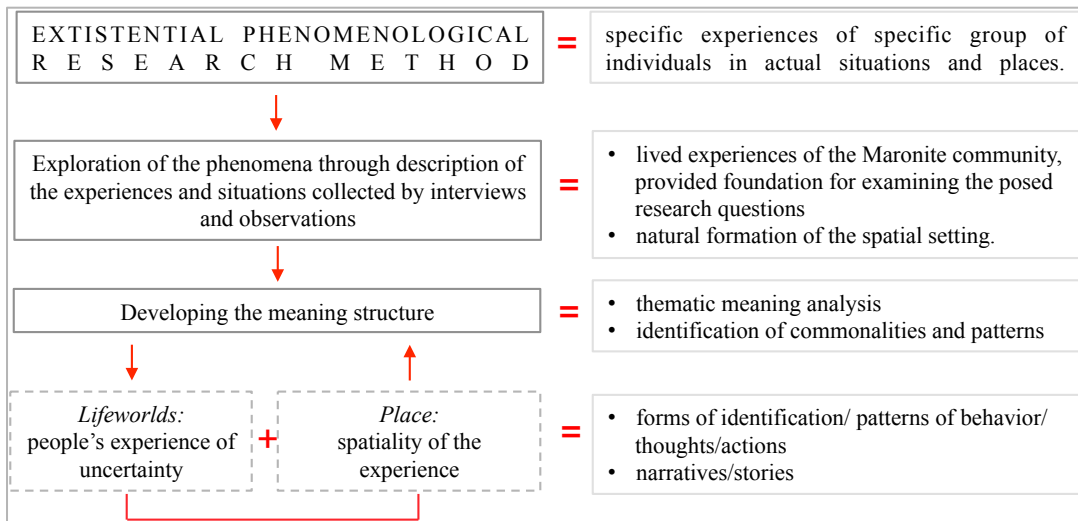 EXTISTENTIAL PHENOMENOLOGICAL
RESEARCH METHOD
=
specific experiences of specific group of
individuals in actual situations and places.
Exploration of the phenomena through description of
the experiences and situations collected by interviews
and observations
=
• lived experiences of the Maronite community,
provided foundation for examining the posed
research questions
• natural formation of the spatial setting.
Developing the meaning structure
=
• thematic meaning analysis
• identification of commonalities and patterns
Lifeworlds:
people’s experience of
uncertainty
+
Place:
spatiality of the
experience
=
• forms of identification/ patterns of behavior/
thoughts/actions
• narratives/stories